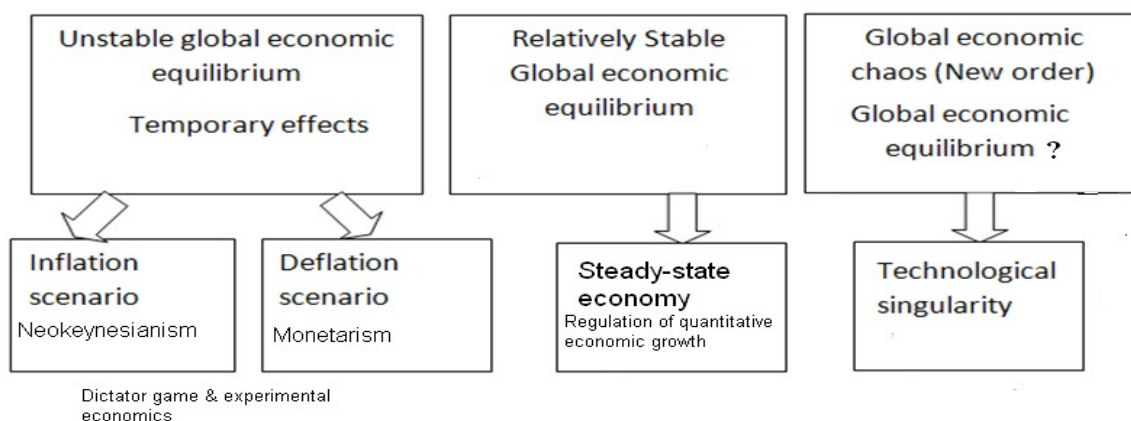 Unstable global economic
equilibrium
Temporary effects
Relatively Stable
Global economic
equilibrium
Global economic
chaos (New order)
Global economic
equilibrium ?
Inflation
scenario
Neokeynesianism
Deflation
scenario
Monetarism
Steady-state
economy
Regulation of quantitative
economic growth
Technological
singularity
Dictator game & experimental
economics